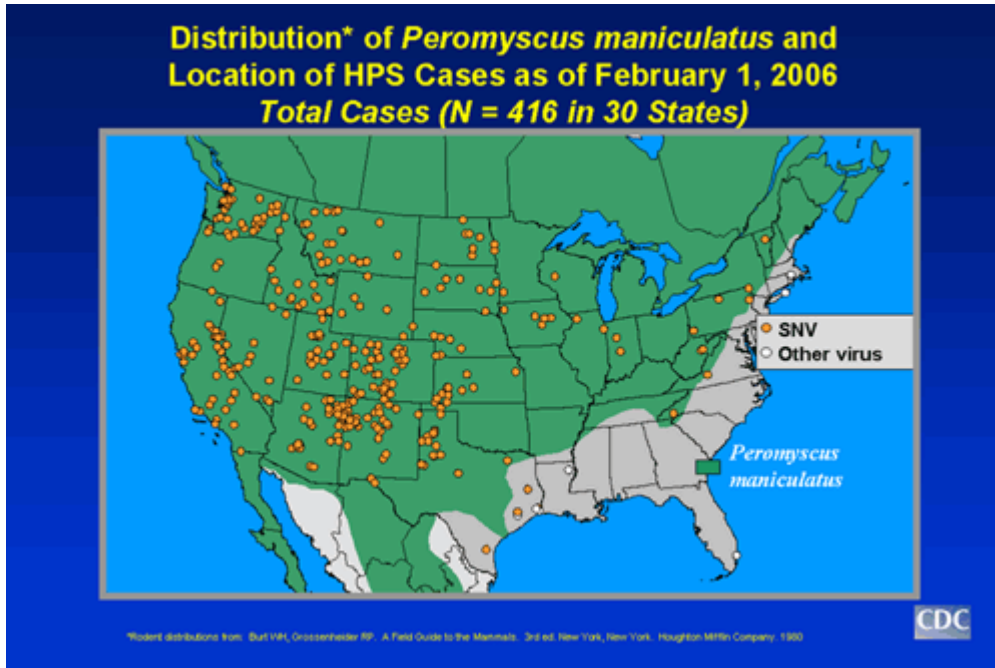 Distribution* of Peromyscus maniculatus and
Location of HPS Cases as of February 1, 2006
Total Cases (N = 416 in 30 States)
SNV
Other virus
Peromyscus
maniculatus
CDC
*Rodent distributions from: Burt WH, Grossenheider RP. A Field Guide to the Mammals. 3rd ed. New York, New York. Houghton Mifflin Company. 1980